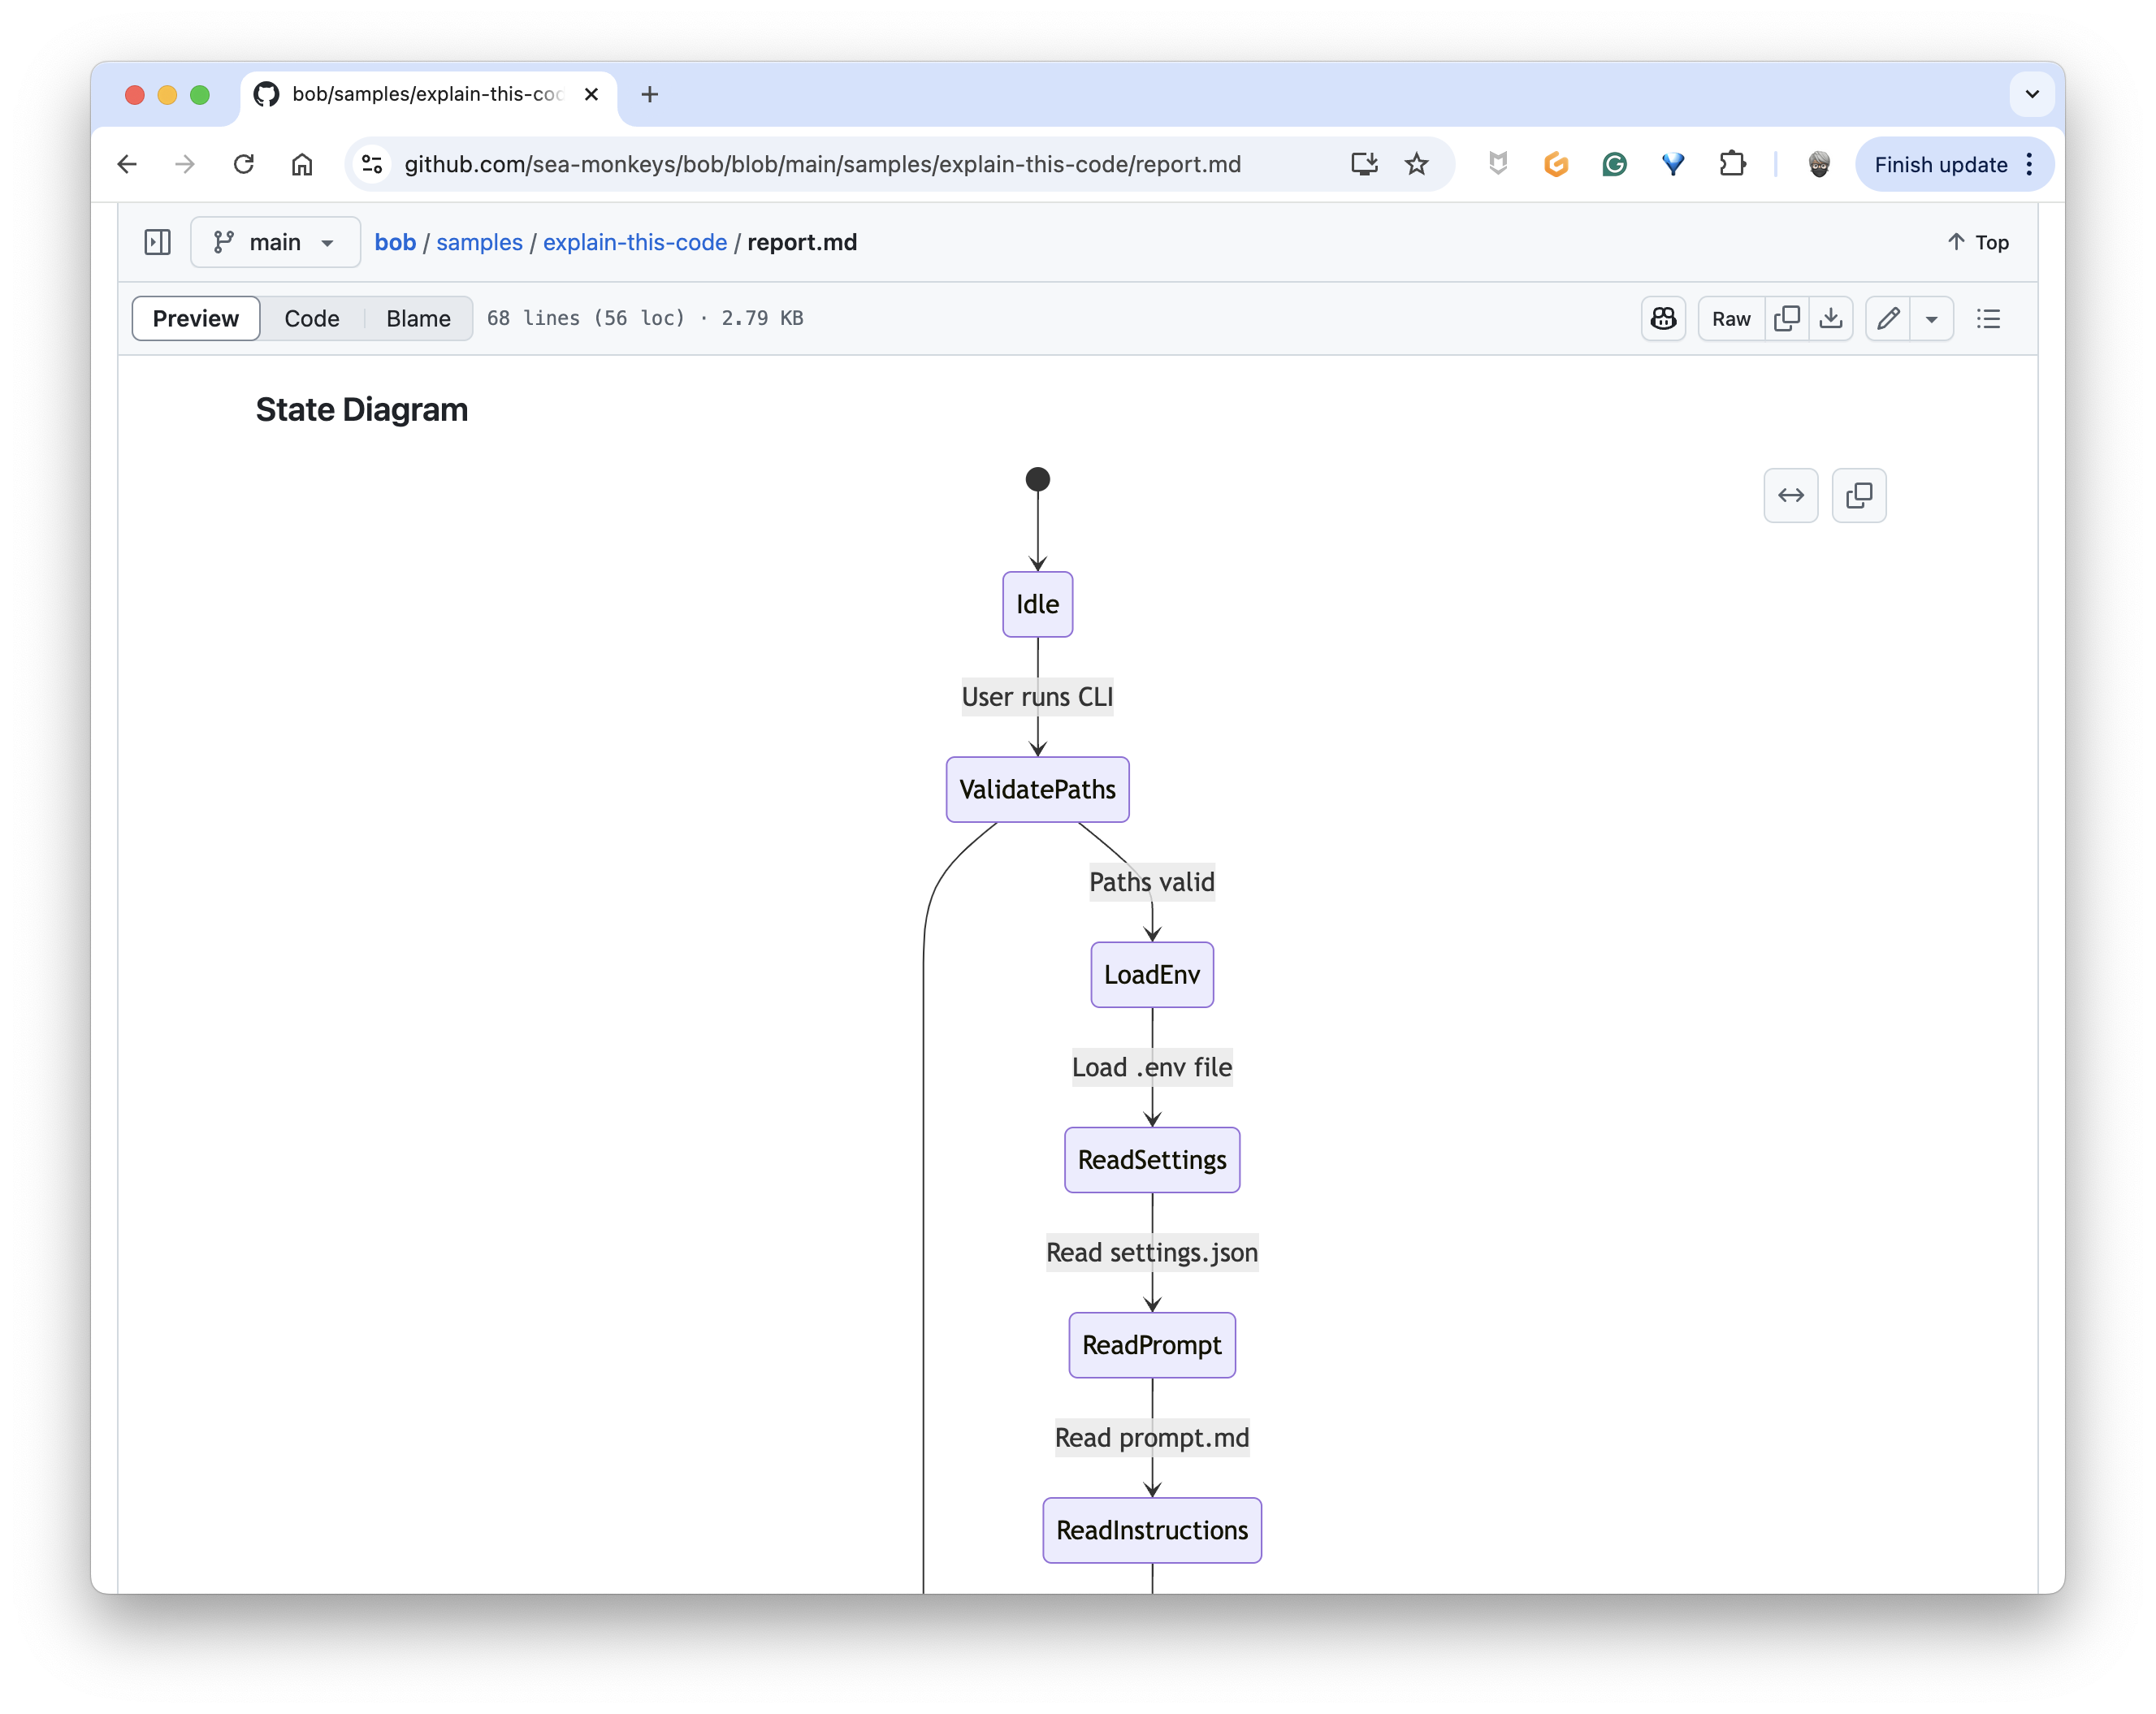 bob/samples/explain-this-co
github.com/sea-monkeys/bob/blob/main/samples/explain-this-code/report.md
Finish update
main
bob / samples / explain-this-code / report.md
Top
Preview
Code
Blame
68 lines (56 loc) · 2.79 KB
Raw
State Diagram
Idle
User runs CLI
ValidatePaths
Paths valid
LoadEnv
Load .env file
ReadSettings
Read settings.json
ReadPrompt
Read prompt.md
ReadInstructions